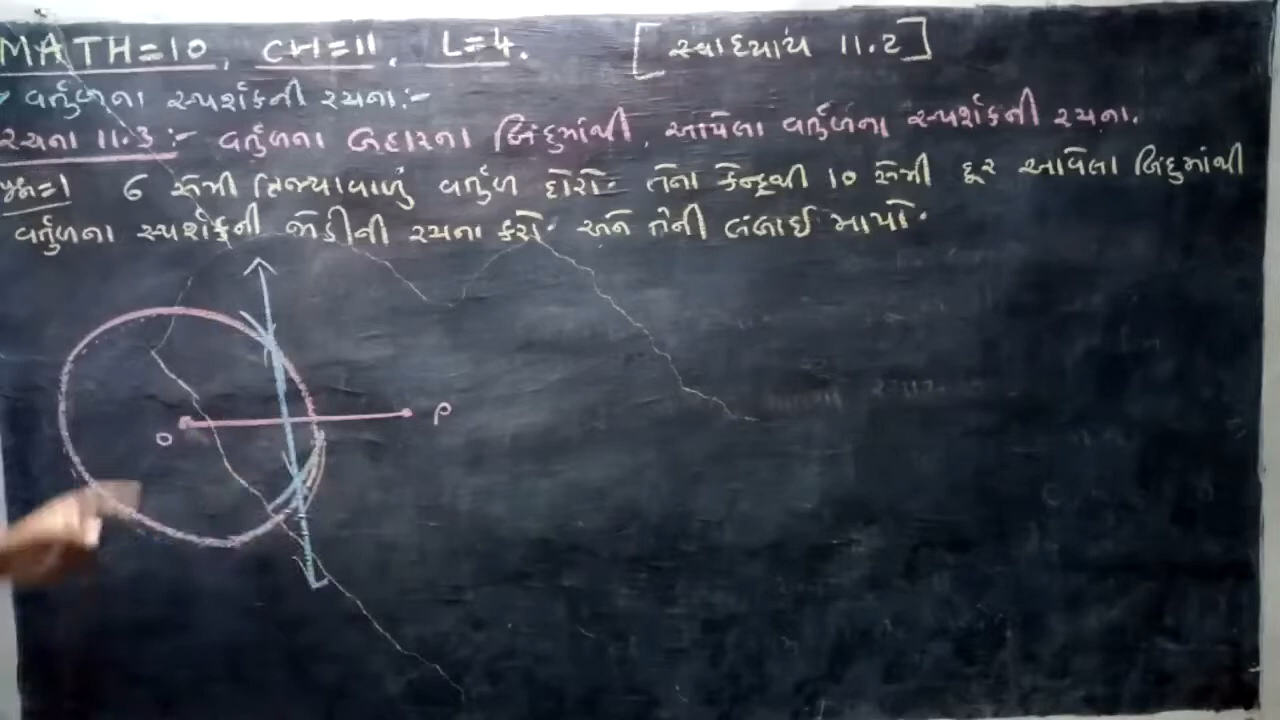 MATH=10, CH=11, L=4. [સ્વાધ્યાય 11.2]
વર્તુળના સ્પર્શકની રચના:-
રચના 11.3:- વર્તુળના બહારના બિંદુમાંથી, આપેલા વર્તુળના સ્પર્શકની રચના.
પ્રશ્ન=1 6 સેમી ત્રિજ્યાવાળું વર્તુળ દોરો. તેના કેન્દ્રથી 10 સેમી દૂર આવેલા બિંદુમાંથી
વર્તુળના સ્પર્શકની જોડીની રચના કરો. અને તેની લંબાઈ માપો.
O P